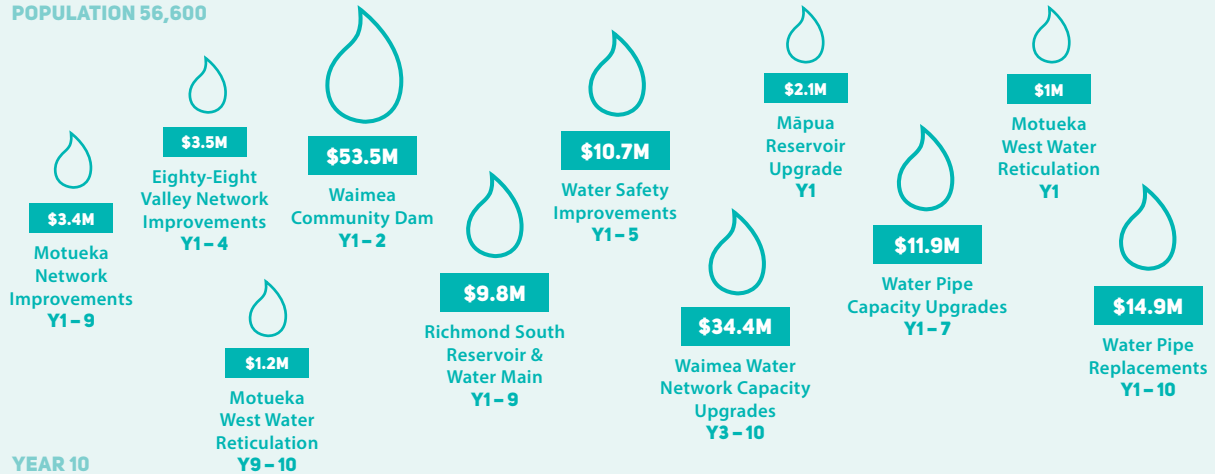 POPULATION 56,600
$3.4M
Motueka
Network
Improvements
Y1 – 9
$3.5M
Eighty-Eight
Valley Network
Improvements
Y1 – 4
$1.2M
Motueka
West Water
Reticulation
Y9 – 10
$53.5M
Waimea
Community Dam
Y1 – 2
$9.8M
Richmond South
Reservoir &
Water Main
Y1 – 9
$10.7M
Water Safety
Improvements
Y1 – 5
$34.4M
Waimea Water
Network Capacity
Upgrades
Y3 – 10
$2.1M
Māpua
Reservoir
Upgrade
Y1
$11.9M
Water Pipe
Capacity Upgrades
Y1 – 7
$1M
Motueka
West Water
Reticulation
Y1
$14.9M
Water Pipe
Replacements
Y1 – 10
YEAR 10